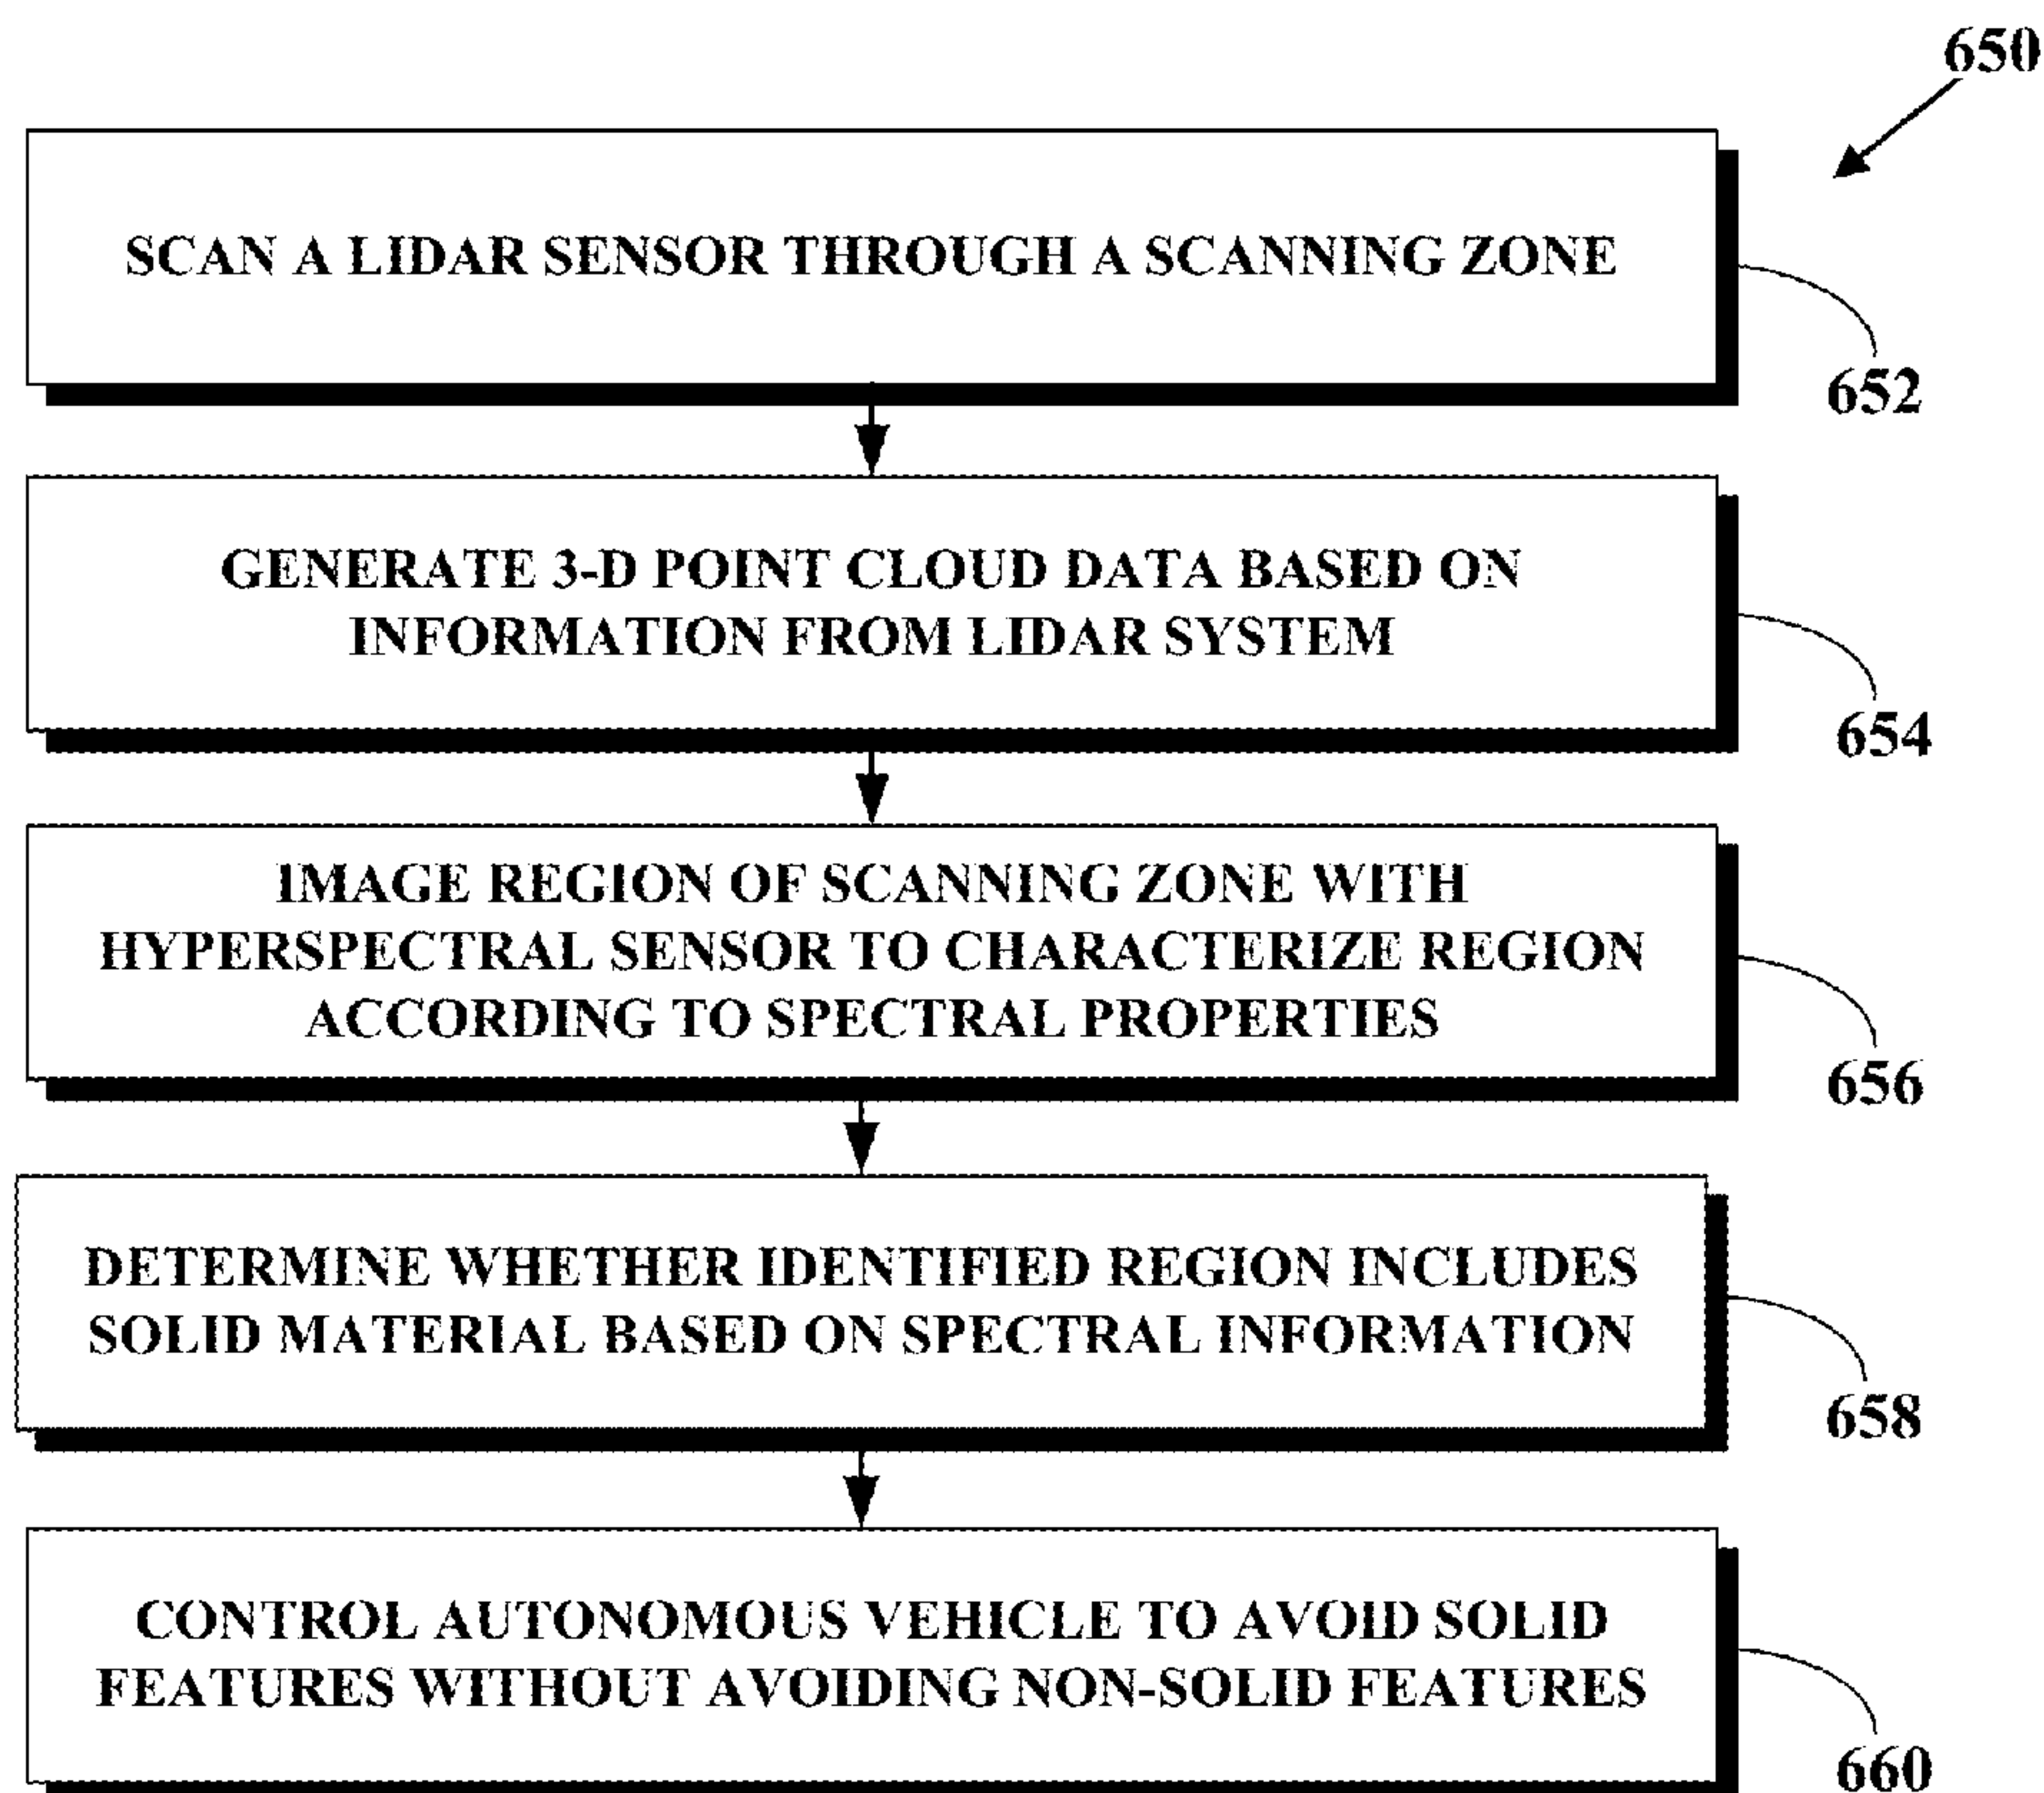 650
SCAN A LIDAR SENSOR THROUGH A SCANNING ZONE
652
GENERATE 3-D POINT CLOUD DATA BASED ON
INFORMATION FROM LIDAR SYSTEM
654
IMAGE REGION OF SCANNING ZONE WITH
HYPERSPECTRAL SENSOR TO CHARACTERIZE REGION
ACCORDING TO SPECTRAL PROPERTIES
656
DETERMINE WHETHER IDENTIFIED REGION INCLUDES
SOLID MATERIAL BASED ON SPECTRAL INFORMATION
658
CONTROL AUTONOMOUS VEHICLE TO AVOID SOLID
FEATURES WITHOUT AVOIDING NON-SOLID FEATURES
660